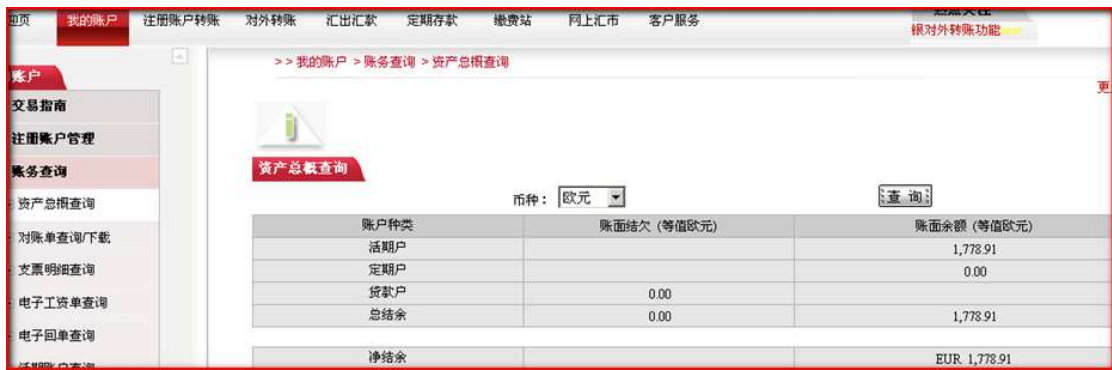 我的账户 注册账户转账 对外转账 汇出汇款 定期存款 缴费站 网上汇市 客户服务
银对外转账功能
>>我的账户 >账务查询 >资产总概查询
更
账户
交易指南
注册账户管理
账务查询
资产总概查询
对账单查询/下载
支票明细查询
电子工资单查询
电子回单查询
活期账户查询
资产总概查询
币种： 欧元 查 询
账户种类 账面结欠 (等值欧元) 账面余额 (等值欧元)
活期户 1,778.91
定期户 0.00
贷款户 0.00
总结余 0.00 1,778.91
净结余 EUR 1,778.91